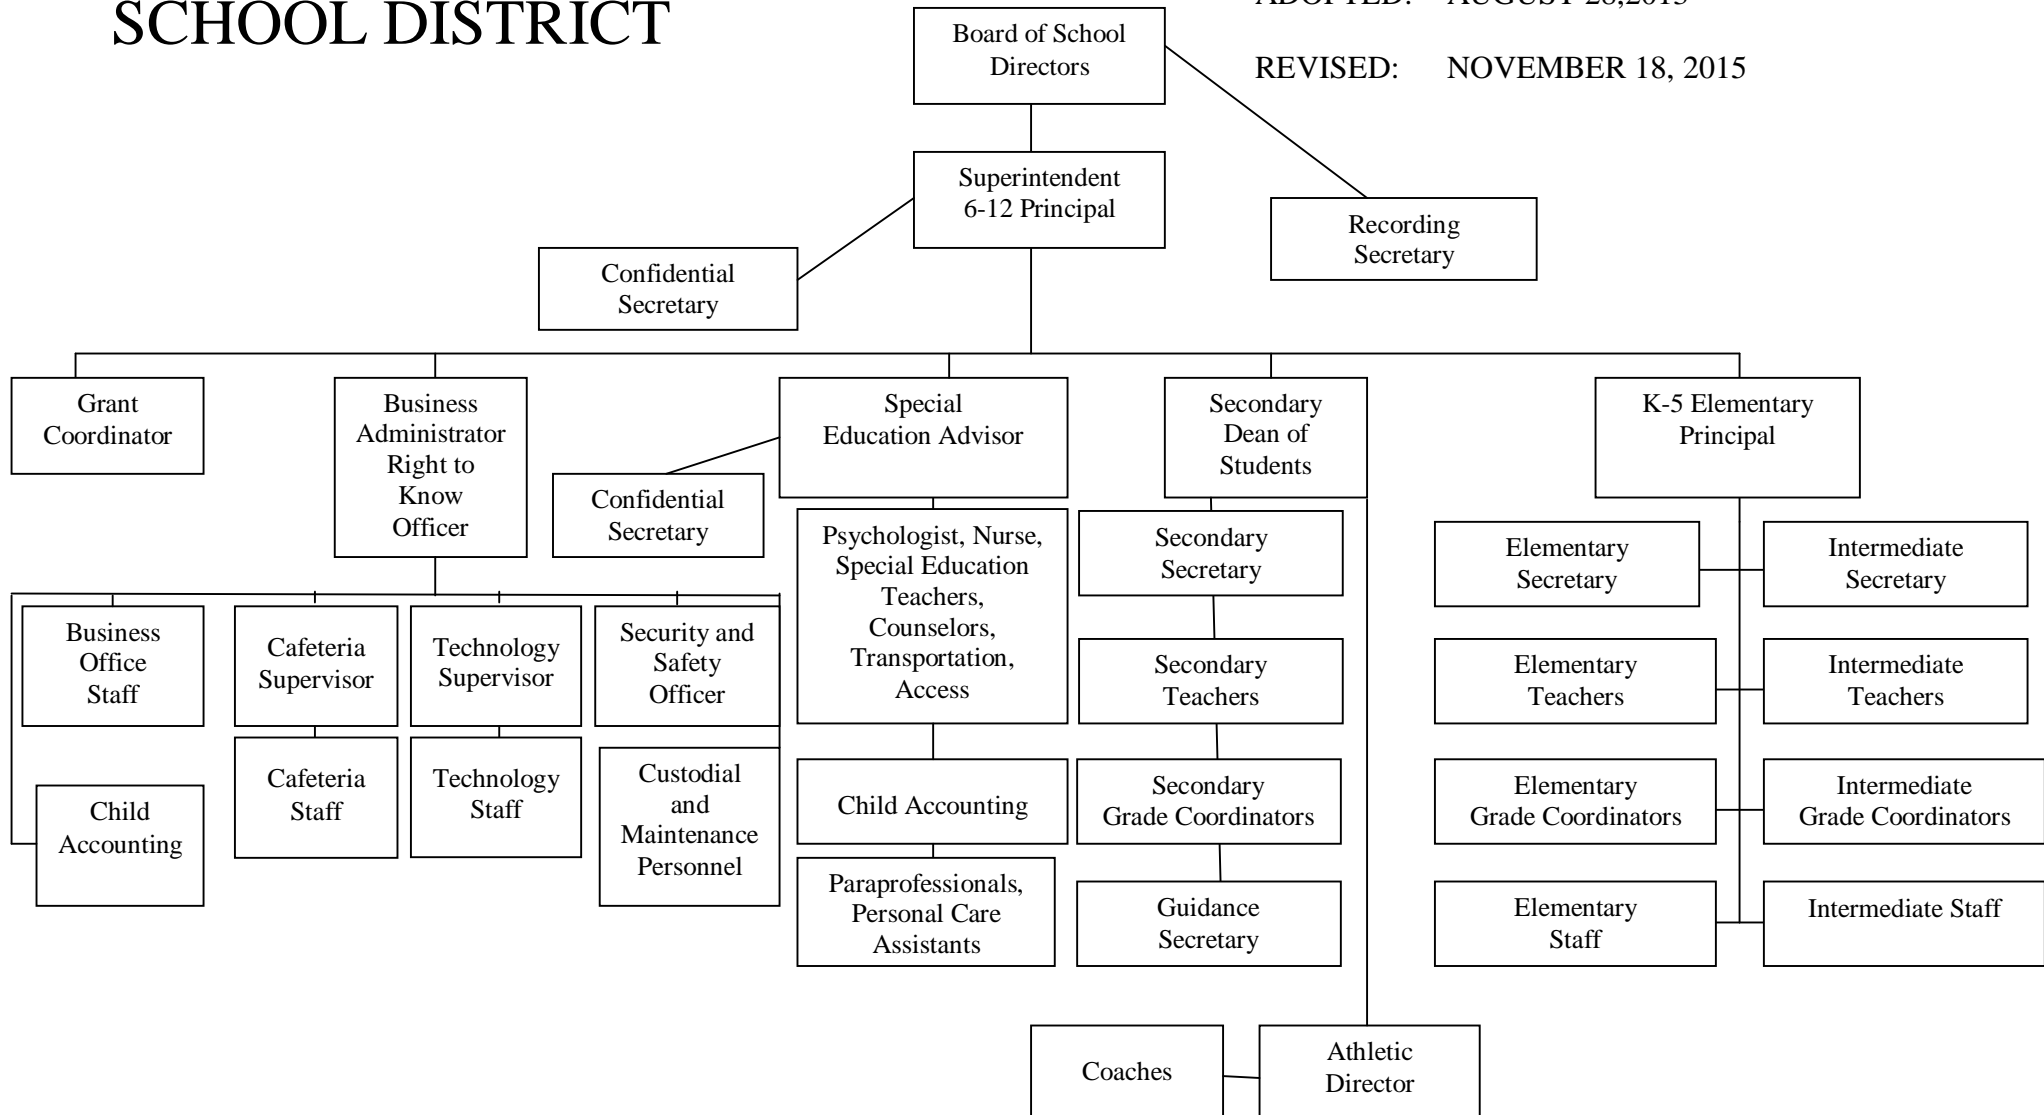 SCHOOL DISTRICT
ADOPTED: AUGUST 28,2013
REVISED: NOVEMBER 18, 2015
Board of School
Directors
Superintendent
6-12 Principal
Recording
Secretary
Confidential
Secretary
Grant
Coordinator
Business
Administrator
Right to
Know
Officer
Special
Education Advisor
Secondary
Dean of
Students
K-5 Elementary
Principal
Confidential
Secretary
Psychologist, Nurse,
Special Education
Teachers,
Counselors,
Transportation,
Access
Secondary
Secretary
Elementary
Secretary
Intermediate
Secretary
Business
Office
Staff
Cafeteria
Supervisor
Technology
Supervisor
Security and
Safety
Officer
Secondary
Teachers
Elementary
Teachers
Intermediate
Teachers
Child
Accounting
Cafeteria
Staff
Technology
Staff
Custodial
and
Maintenance
Personnel
Child Accounting
Secondary
Grade Coordinators
Elementary
Grade Coordinators
Intermediate
Grade Coordinators
Paraprofessionals,
Personal Care
Assistants
Guidance
Secretary
Elementary
Staff
Intermediate Staff
Coaches
Athletic
Director